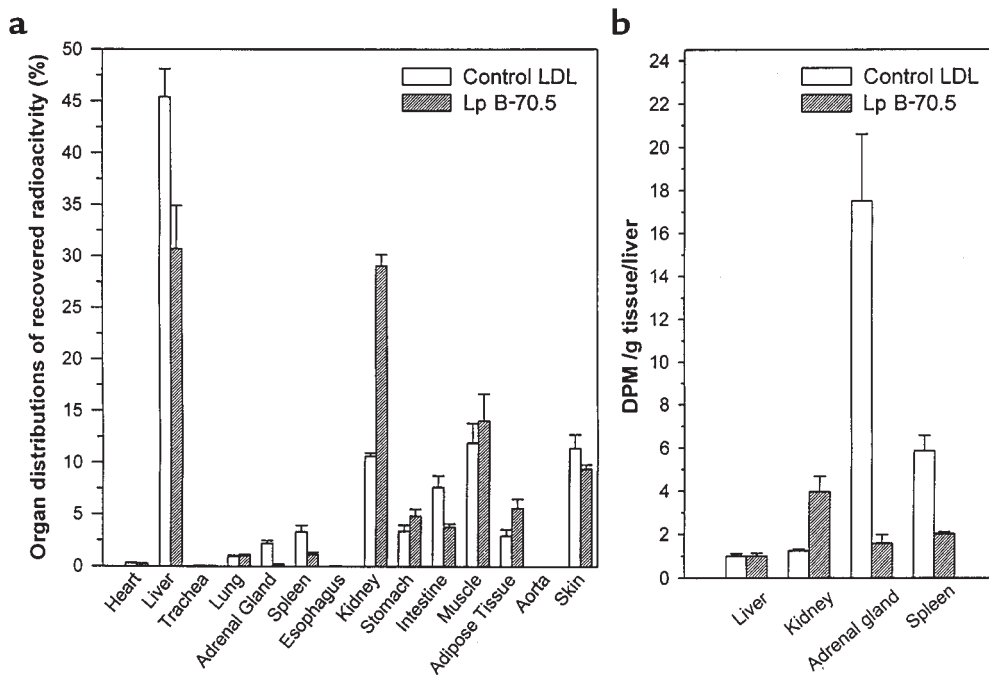 a
Organ distributions of recovered radioacitvity (%)
50
45
40
35
30
25
20
15
10
5
0
Control LDL
Lp B-70.5
Heart
Liver
Trachea
Lung
Adrenal Gland
Spleen
Esophagus
Kidney
Stomach
Intestine
Muscle
Adipose Tissue
Aorta
Skin
b
DPM /g tissue/liver
24
22
20
18
16
14
12
10
8
6
4
2
0
Control LDL
Lp B-70.5
Liver
Kidney
Adrenal gland
Spleen